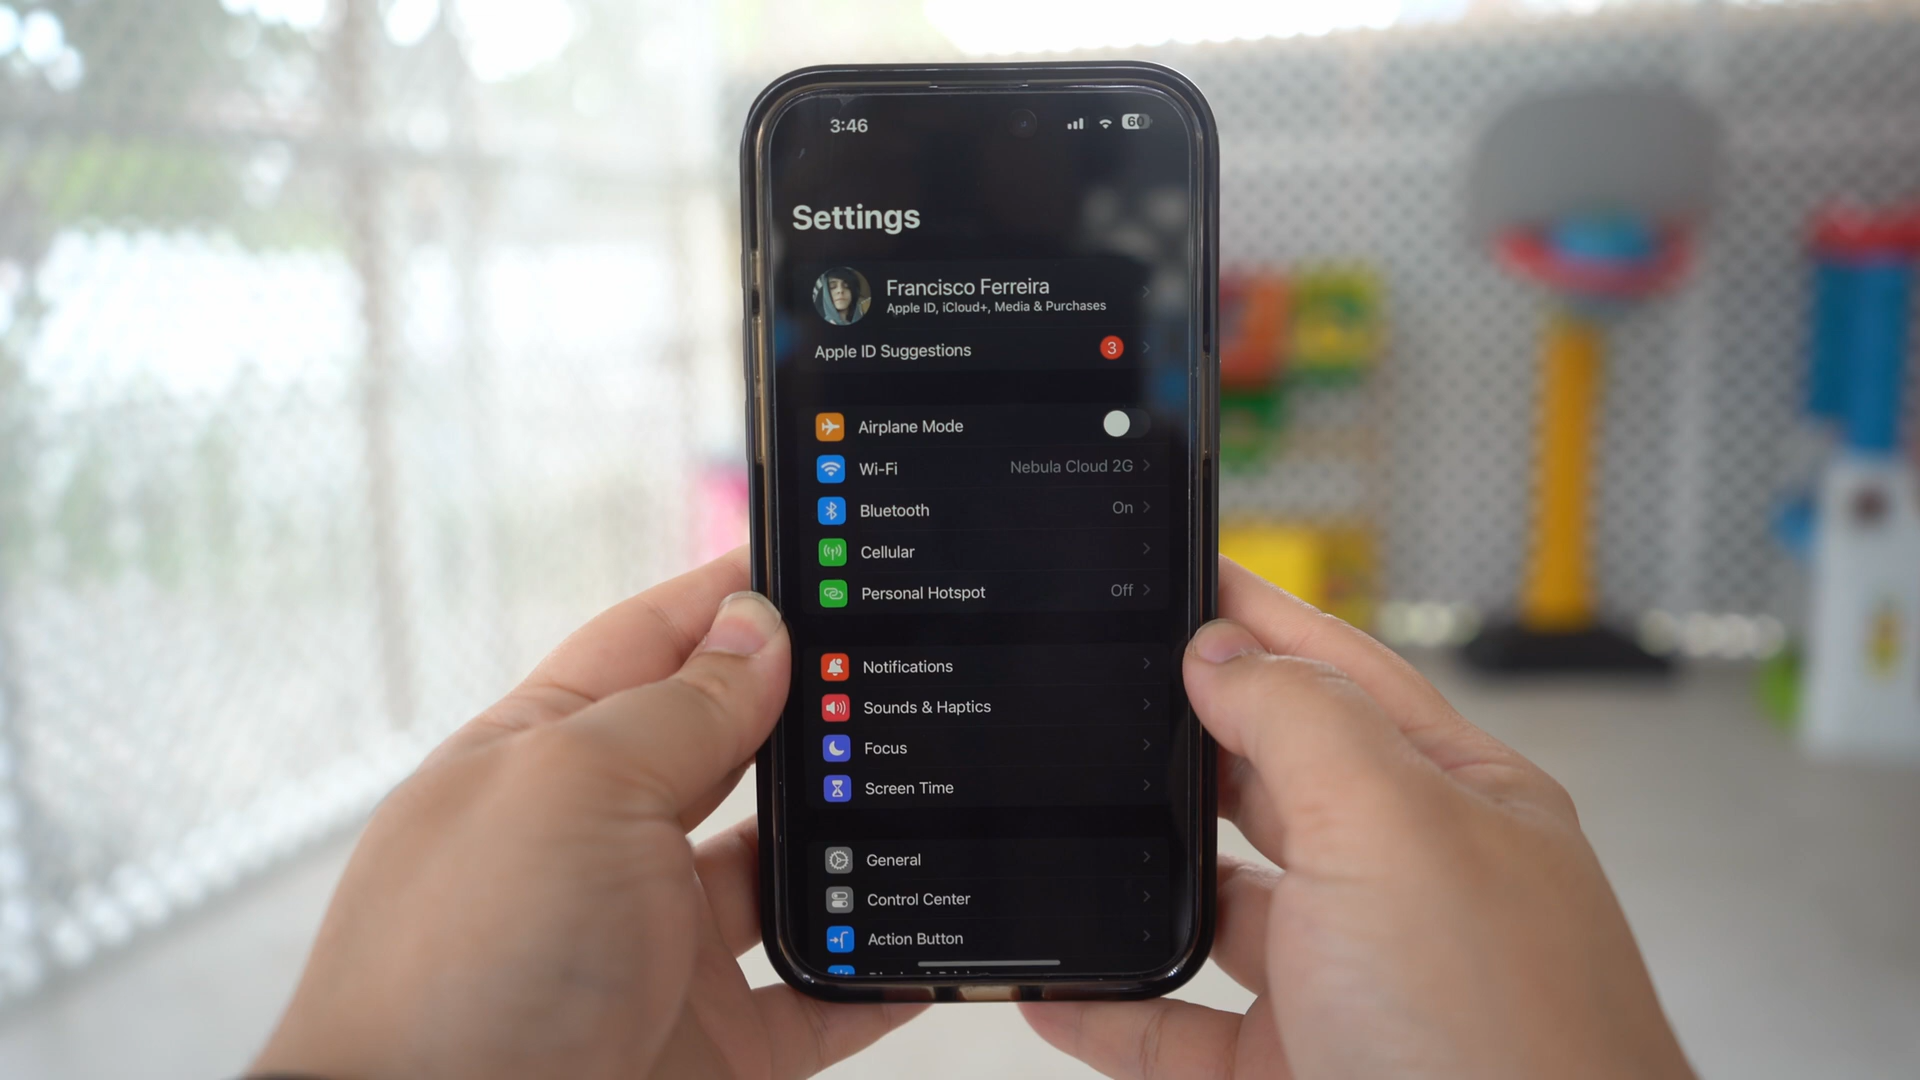 3:46 60
Settings
Francisco Ferreira
Apple ID, iCloud+, Media & Purchases
Apple ID Suggestions 3
Airplane Mode
Wi-Fi Nebula Cloud 2G
Bluetooth On
Cellular
Personal Hotspot Off
Notifications
Sounds & Haptics
Focus
Screen Time
General
Control Center
Action Button